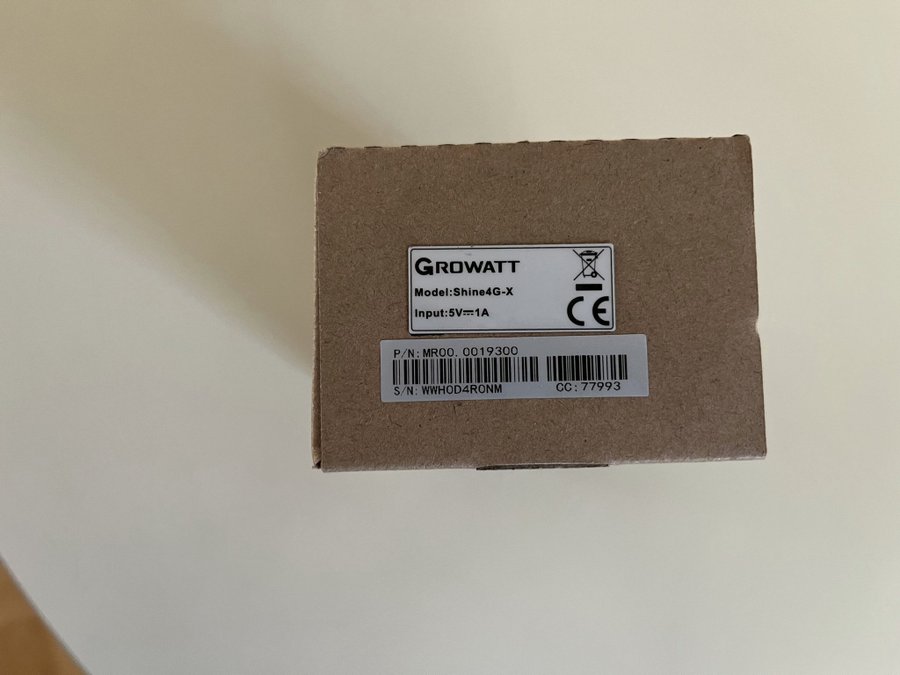 GROWATT
Model:Shine4G-X
Input:5V⎓1A
CE
P/N:MR00.0019300
S/N:WWH0D4R0NM
CC:77993